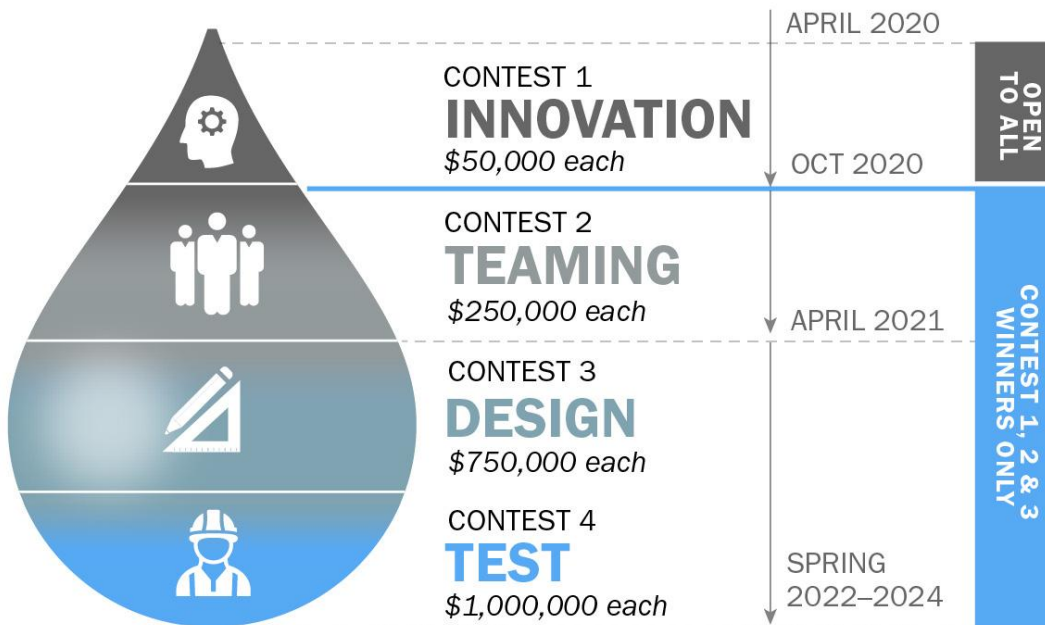 APRIL 2020
CONTEST 1
INNOVATION
$50,000 each
OCT 2020
OPEN
TO ALL
CONTEST 2
TEAMING
$250,000 each
APRIL 2021
CONTEST 3
DESIGN
$750,000 each
CONTEST 4
TEST
$1,000,000 each
SPRING
2022–2024
CONTEST 1, 2 & 3
WINNERS ONLY